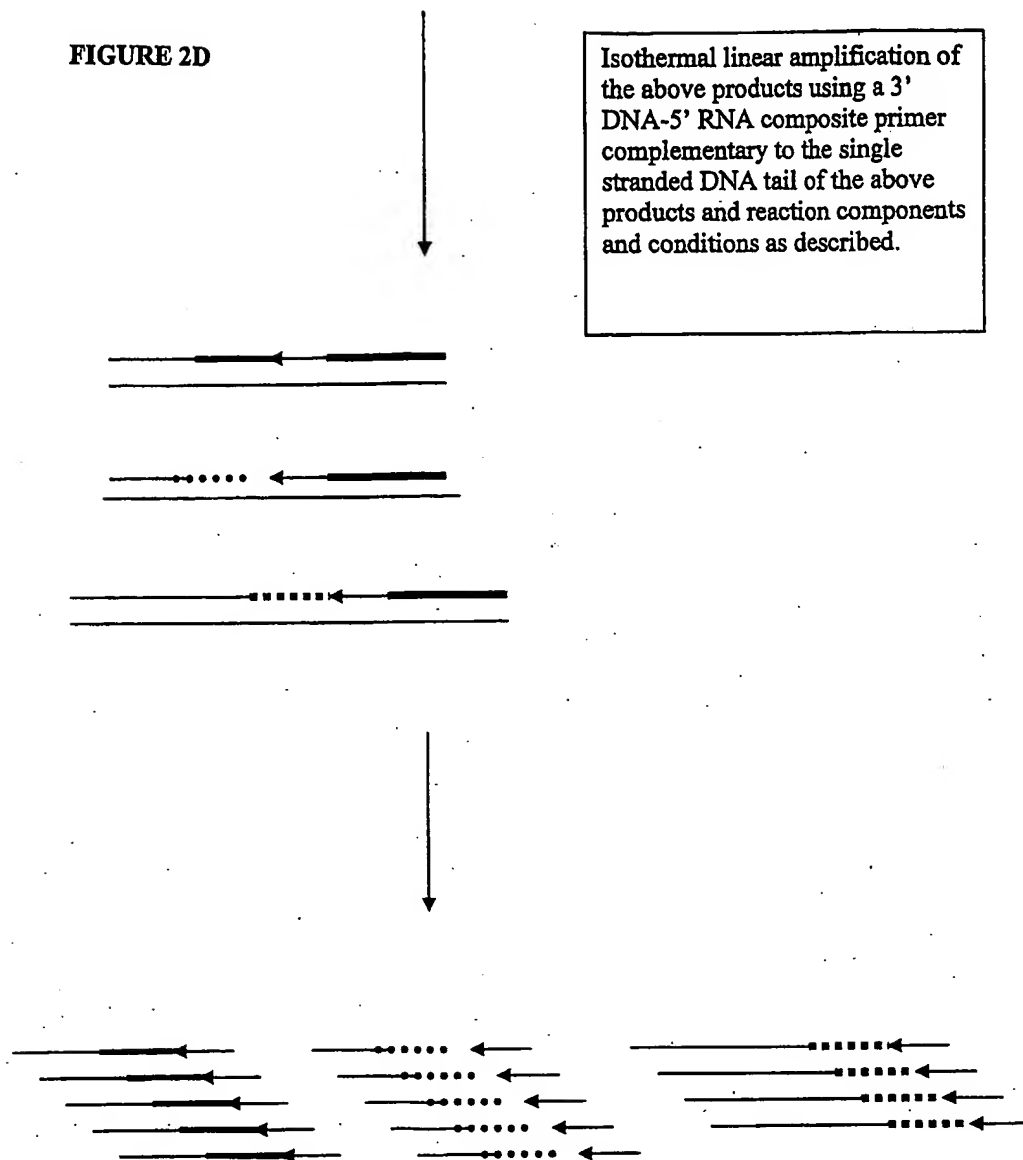 FIGURE 2D
Isothermal linear amplification of
the above products using a 3'
DNA-5' RNA composite primer
complementary to the single
stranded DNA tail of the above
products and reaction components
and conditions as described.